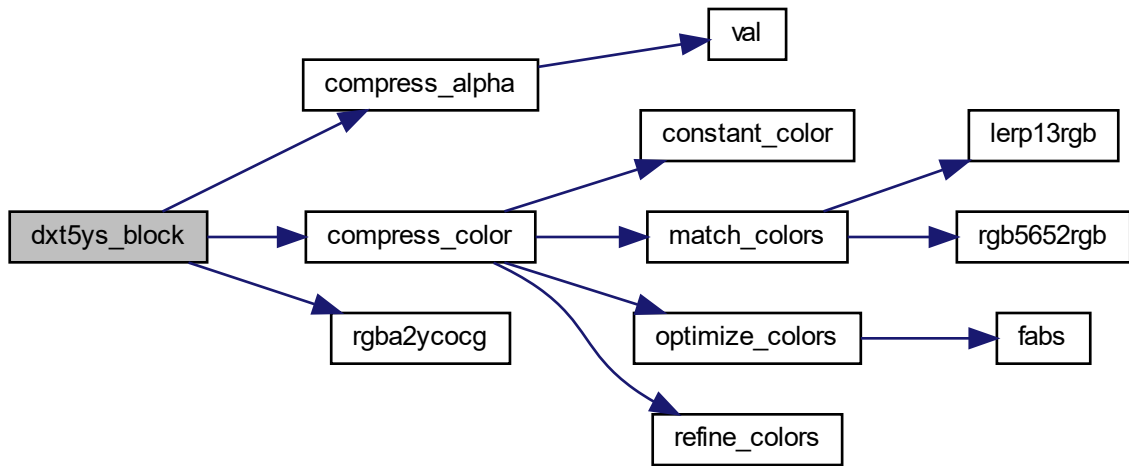 val
compress_alpha
constant_color
lerp13rgb
dxt5ys_block
compress_color
match_colors
rgb5652rgb
rgba2ycocg
optimize_colors
fabs
refine_colors